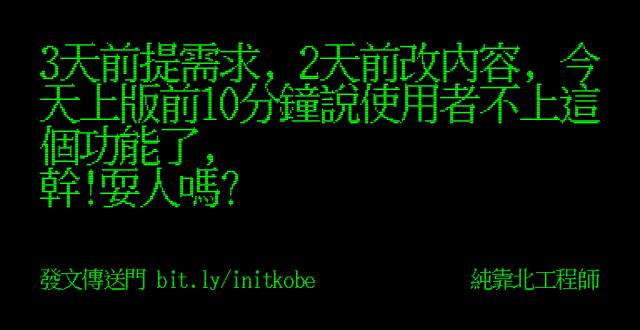 3天前提需求, 2天前改內容, 今
天上版前10分鐘說使用者不上這
個功能了,
幹!耍人嗎?
發文傳送門 bit.ly/initkobe
純靠北工程師